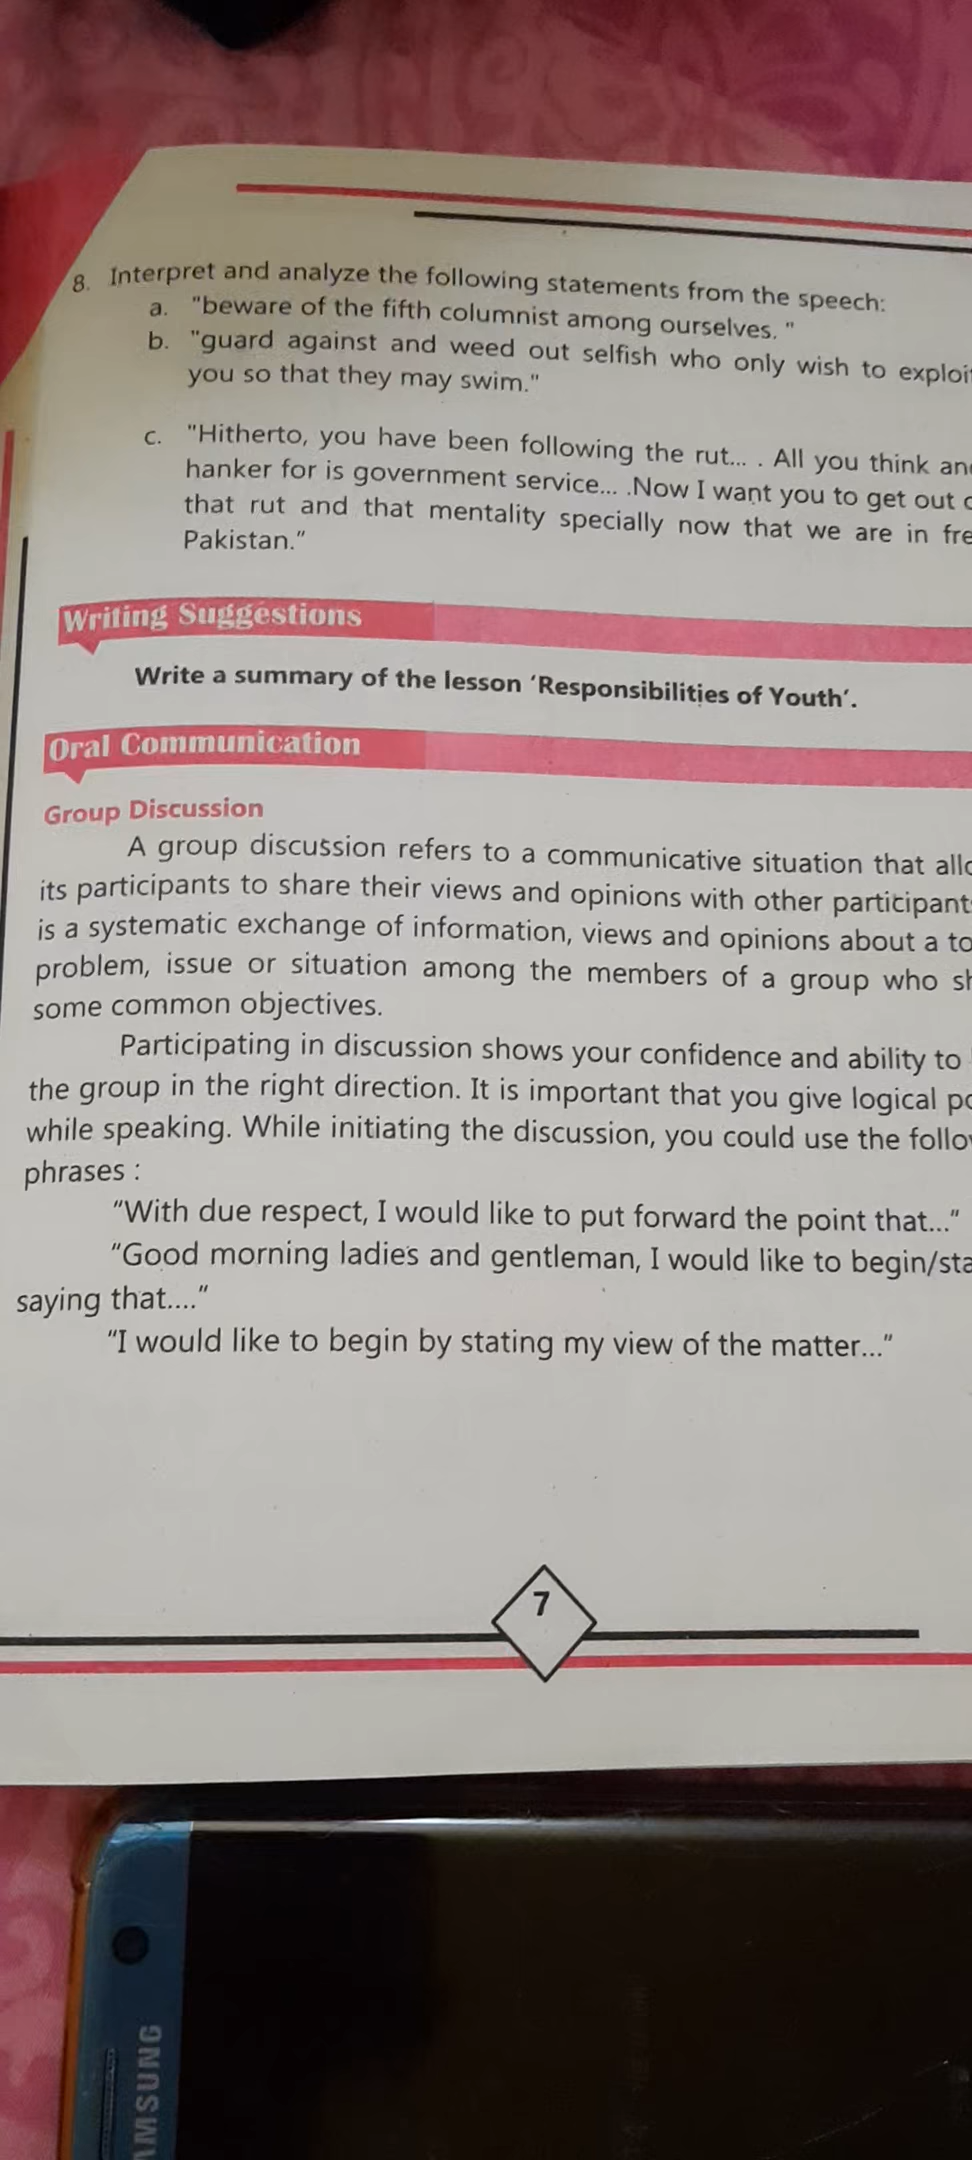 8. Interpret and analyze the following statements from the speech:
a. "beware of the fifth columnist among ourselves. "
b. "guard against and weed out selfish who only wish to exploi
you so that they may swim."
c. "Hitherto, you have been following the rut... . All you think an
hanker for is government service... .Now I want you to get out
that rut and that mentality specially now that we are in fre
Pakistan."
Writing Suggestions
Write a summary of the lesson 'Responsibilities of Youth'.
Oral Communication
Group Discussion
A group discussion refers to a communicative situation that allo
its participants to share their views and opinions with other participant
is a systematic exchange of information, views and opinions about a to
problem, issue or situation among the members of a group who sh
some common objectives.
Participating in discussion shows your confidence and ability to
the group in the right direction. It is important that you give logical po
while speaking. While initiating the discussion, you could use the follo
phrases :
"With due respect, I would like to put forward the point that..."
"Good morning ladies and gentleman, I would like to begin/sta
saying that...."
"I would like to begin by stating my view of the matter..."
7
AMSUNG